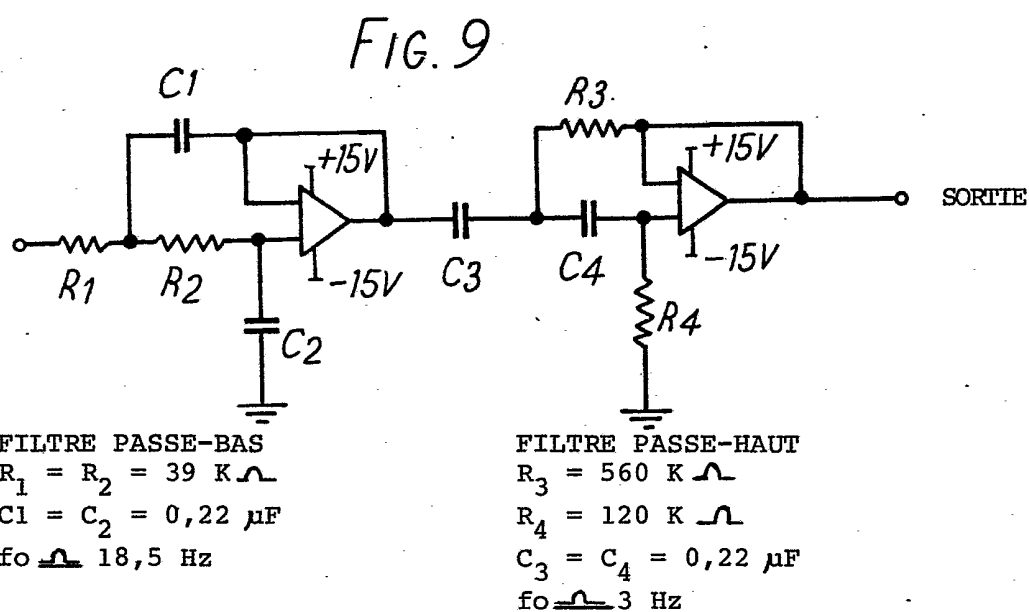 FIG. 9
C1
R3
+15V
+15V
SORTIE
R1
R2
-15V
C3
C4
-15V
C2
R4
FILTRE PASSE-BAS
R1 = R2 = 39 KΩ
C1 = C2 = 0,22 µF
fo ≏ 18,5 Hz
FILTRE PASSE-HAUT
R3 = 560 KΩ
R4 = 120 KΩ
C3 = C4 = 0,22 µF
fo ≏ 3 Hz